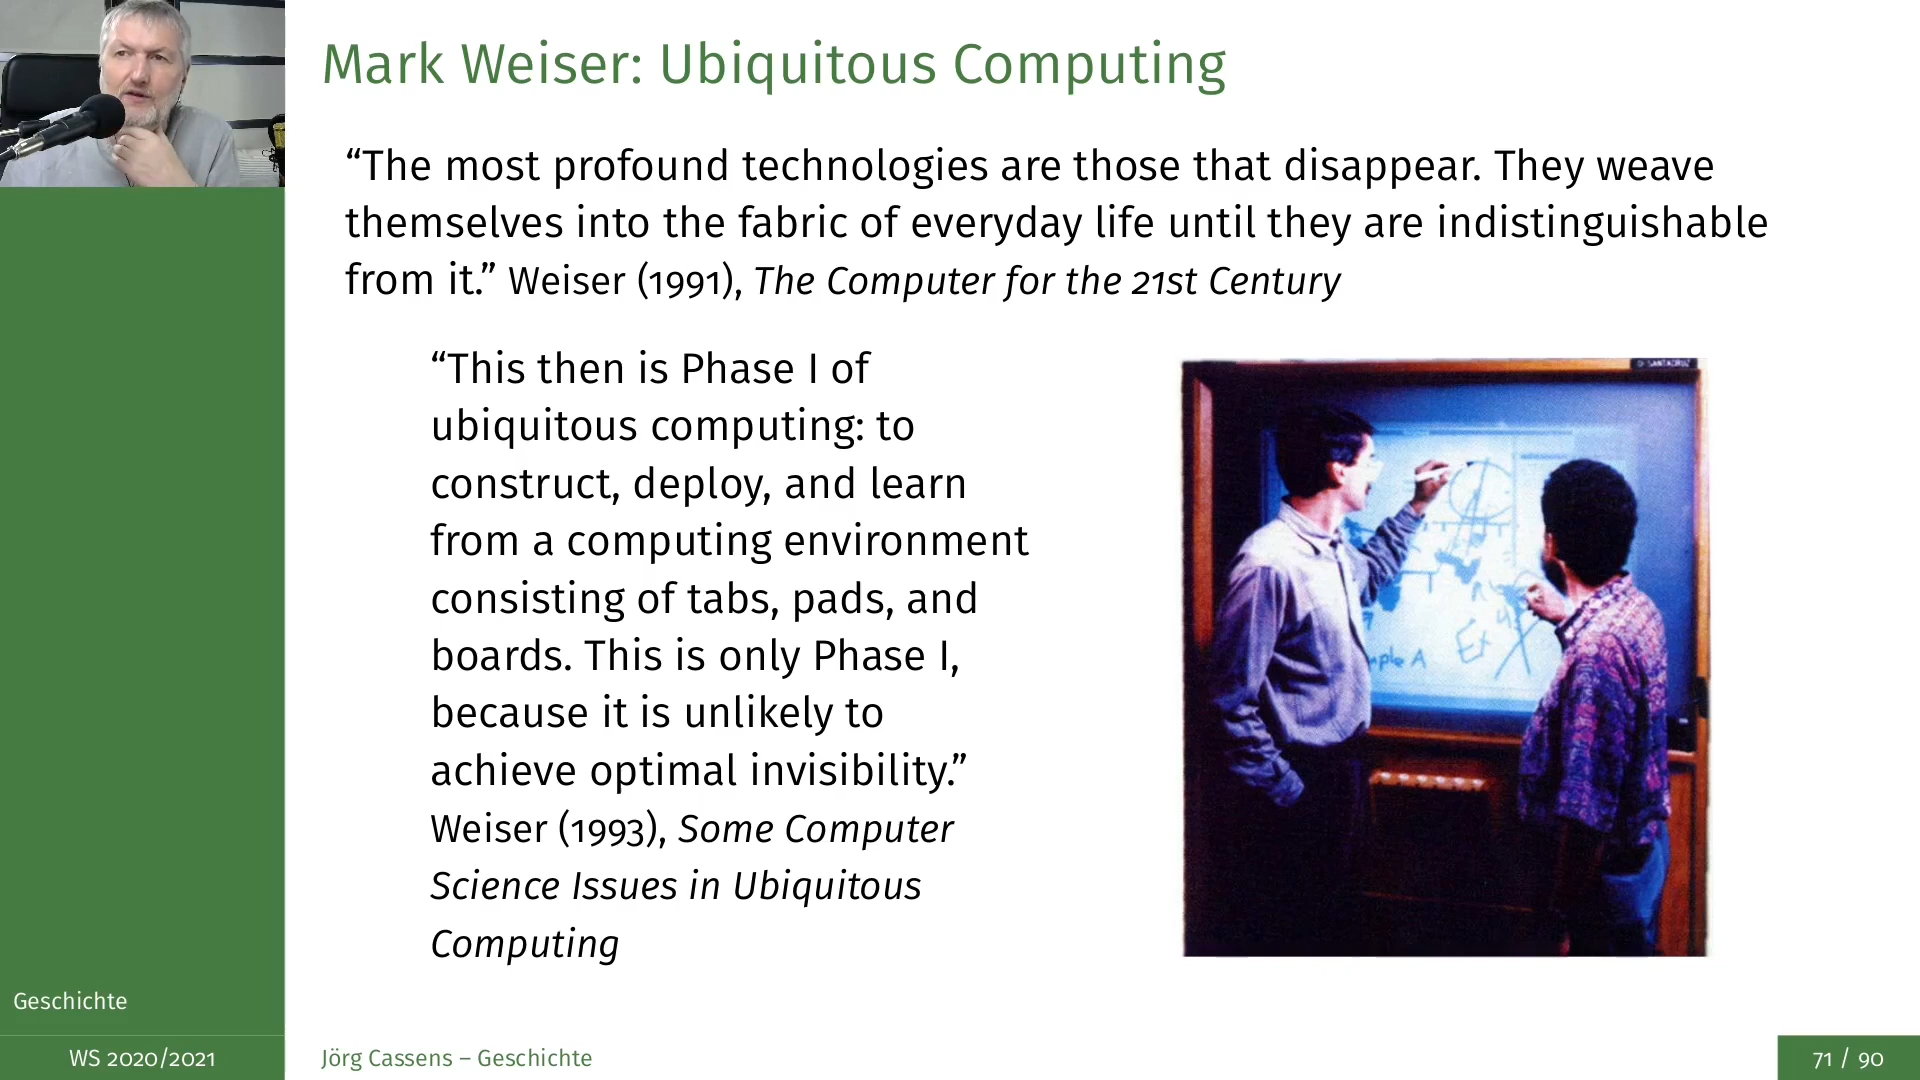 Mark Weiser: Ubiquitous Computing
“The most profound technologies are those that disappear. They weave
themselves into the fabric of everyday life until they are indistinguishable
from it.” Weiser (1991), The Computer for the 21st Century
“This then is Phase I of
ubiquitous computing: to
construct, deploy, and learn
from a computing environment
consisting of tabs, pads, and
boards. This is only Phase I,
because it is unlikely to
achieve optimal invisibility.”
Weiser (1993), Some Computer
Science Issues in Ubiquitous
Computing
mple A
Ex
Geschichte
WS 2020/2021
Jörg Cassens – Geschichte
71 / 90